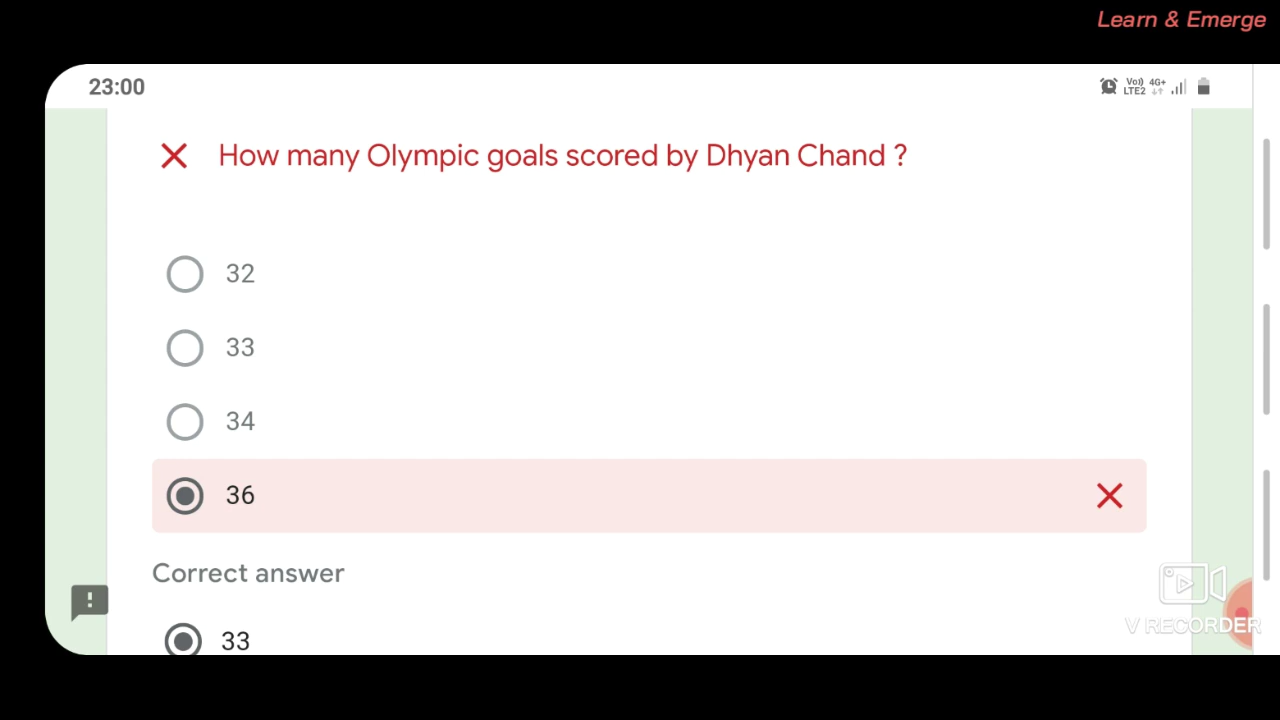 Learn & Emerge
23:00
Vo)) 4G+
LTE2
How many Olympic goals scored by Dhyan Chand ?
32
33
34
36
Correct answer
33
V RECORDER